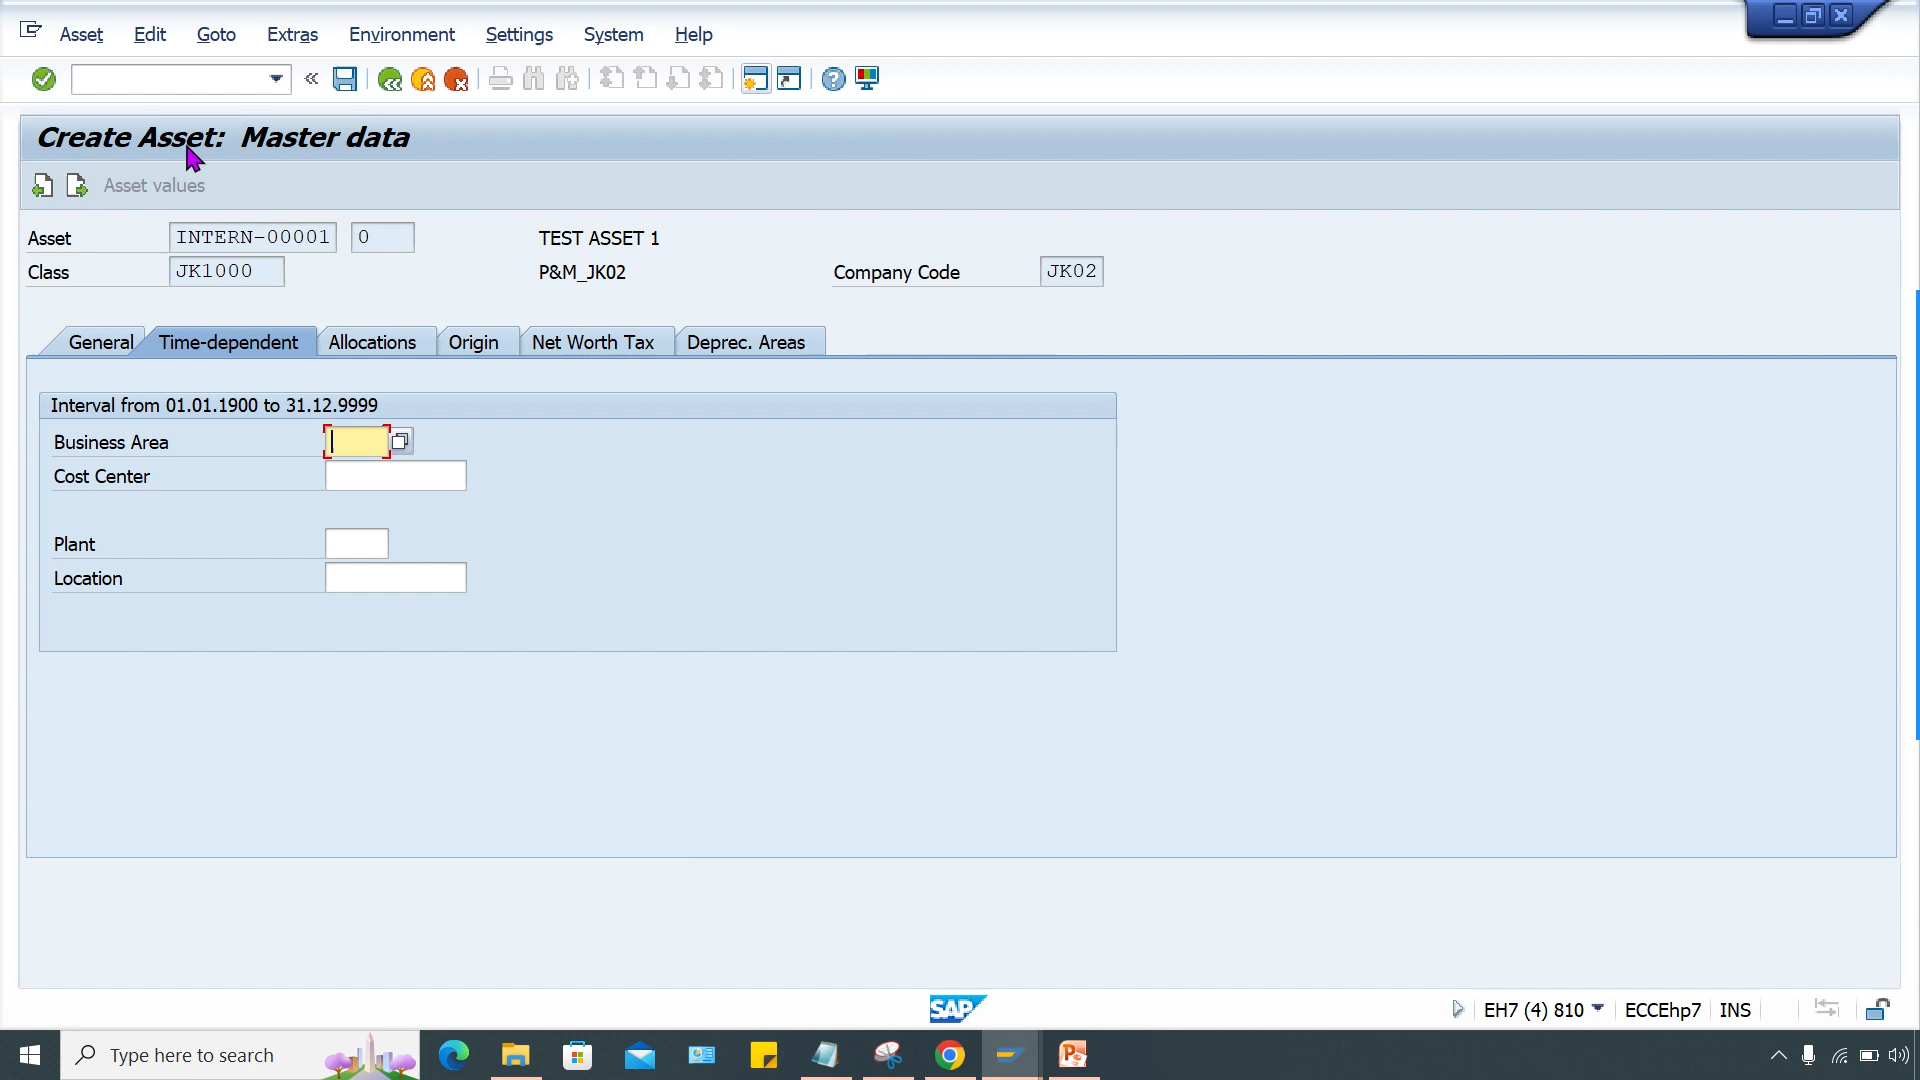 Asset Edit Goto Extras Environment Settings System Help
Create Asset: Master data
Asset values
Asset INTERN-00001 0 TEST ASSET 1
Class JK1000 P&M_JK02 Company Code JK02
General Time-dependent Allocations Origin Net Worth Tax Deprec. Areas
Interval from 01.01.1900 to 31.12.9999
Business Area
Cost Center
Plant
Location
SAP EH7 (4) 810 ECCEhp7 INS
Type here to search